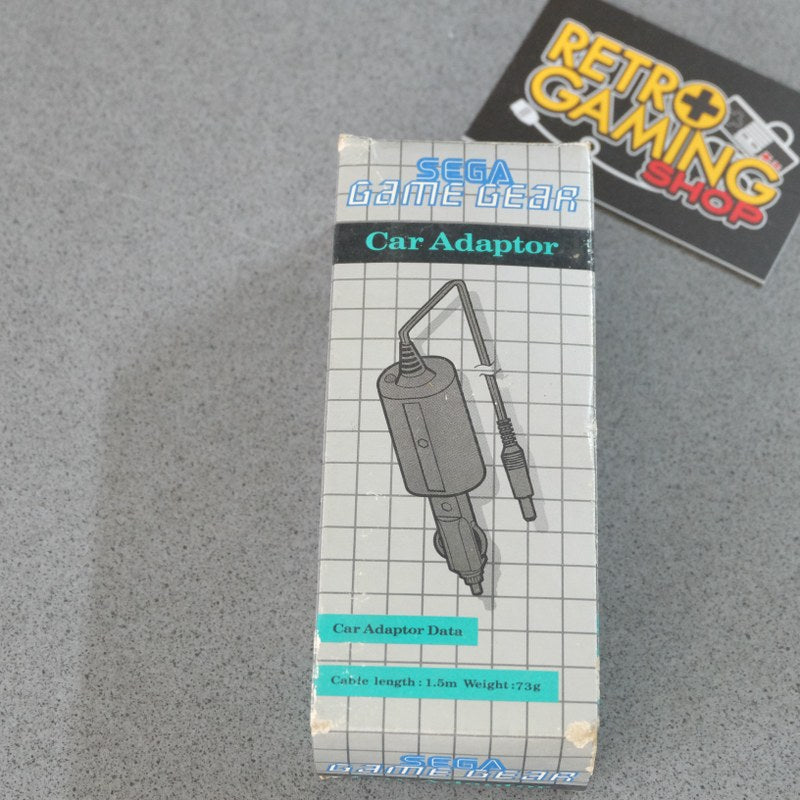 RETRO
GAMING
SHOP
SEGA
GAME GEAR
Car Adaptor
Car Adaptor Data
Cable length : 1.5m Weight :73g
SEGA
GAME GEAR
Adaptor